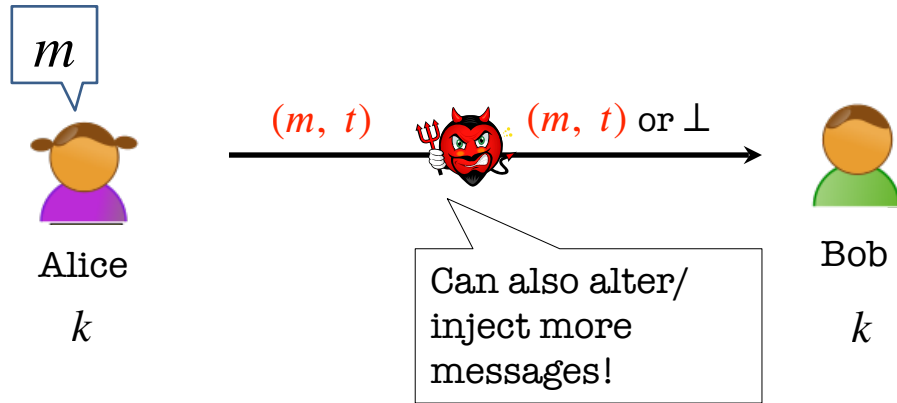 m
(m, t)
(m, t) or ⊥
Alice
k
Can also alter/
inject more
messages!
Bob
k